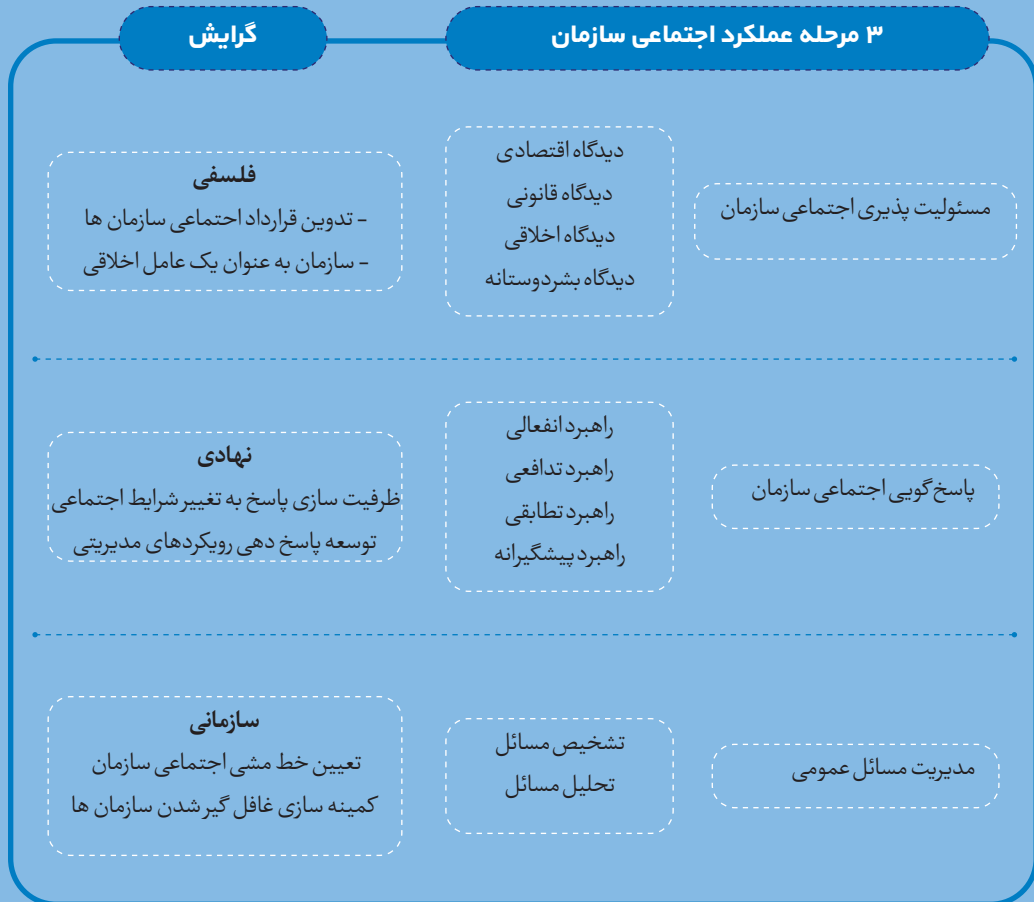 ۳ مرحله عملکرد اجتماعی سازمان
گرایش
مسئولیت پذیری اجتماعی سازمان
دیدگاه اقتصادی
دیدگاه قانونی
دیدگاه اخلاقی
دیدگاه بشردوستانه
فلسفی
- تدوین قرارداد احتماعی سازمان ها
- سازمان به عنوان یک عامل اخلاقی
پاسخ‌گویی اجتماعی سازمان
راهبرد انفعالی
راهبرد تدافعی
راهبرد تطابقی
راهبرد پیشگیرانه
نهادی
ظرفیت سازی پاسخ به تغییر شرایط اجتماعی
توسعه پاسخ دهی رویکردهای مدیریتی
مدیریت مسائل عمومی
تشخیص مسائل
تحلیل مسائل
سازمانی
تعیین خط مشی اجتماعی سازمان
کمینه سازی غافل گیر شدن سازمان ها